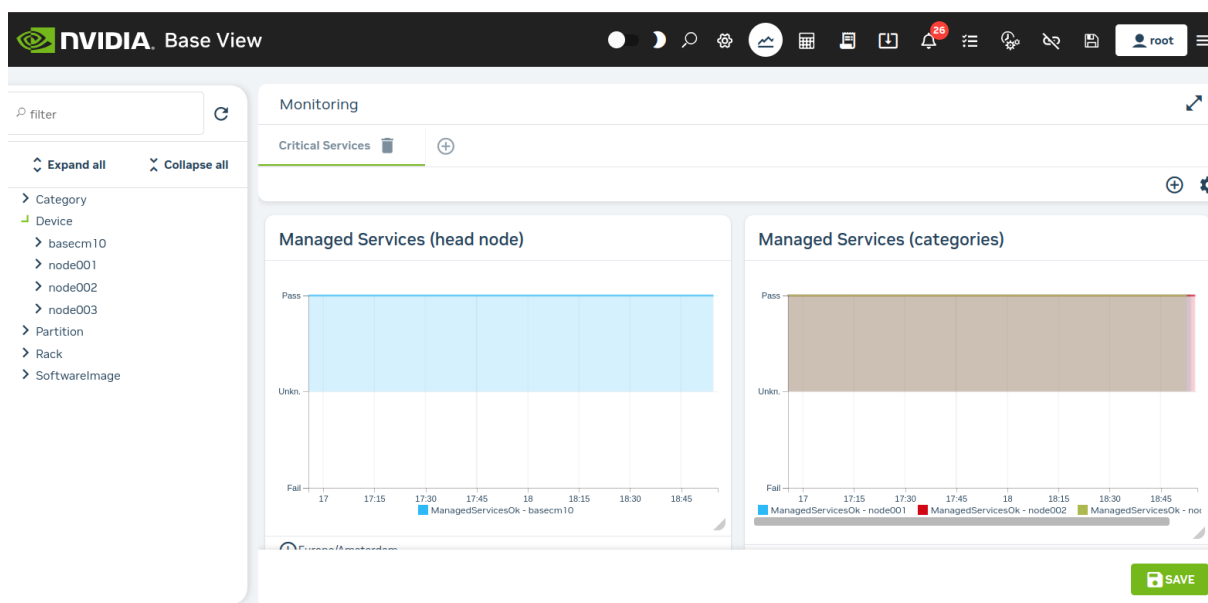 NVIDIA. Base View
26
root
filter
Expand all
Collapse all
Category
Device
basecm10
node001
node002
node003
Partition
Rack
SoftwareImage
Monitoring
Critical Services
Managed Services (head node)
Pass
Unkn.
Fail
17 17:15 17:30 17:45 18 18:15 18:30 18:45
ManagedServicesOk - basecm10
Europe/Amsterdam
Managed Services (categories)
Pass
Unkn.
Fail
17 17:15 17:30 17:45 18 18:15 18:30 18:45
ManagedServicesOk - node001 ManagedServicesOk - node002 ManagedServicesOk -
SAVE